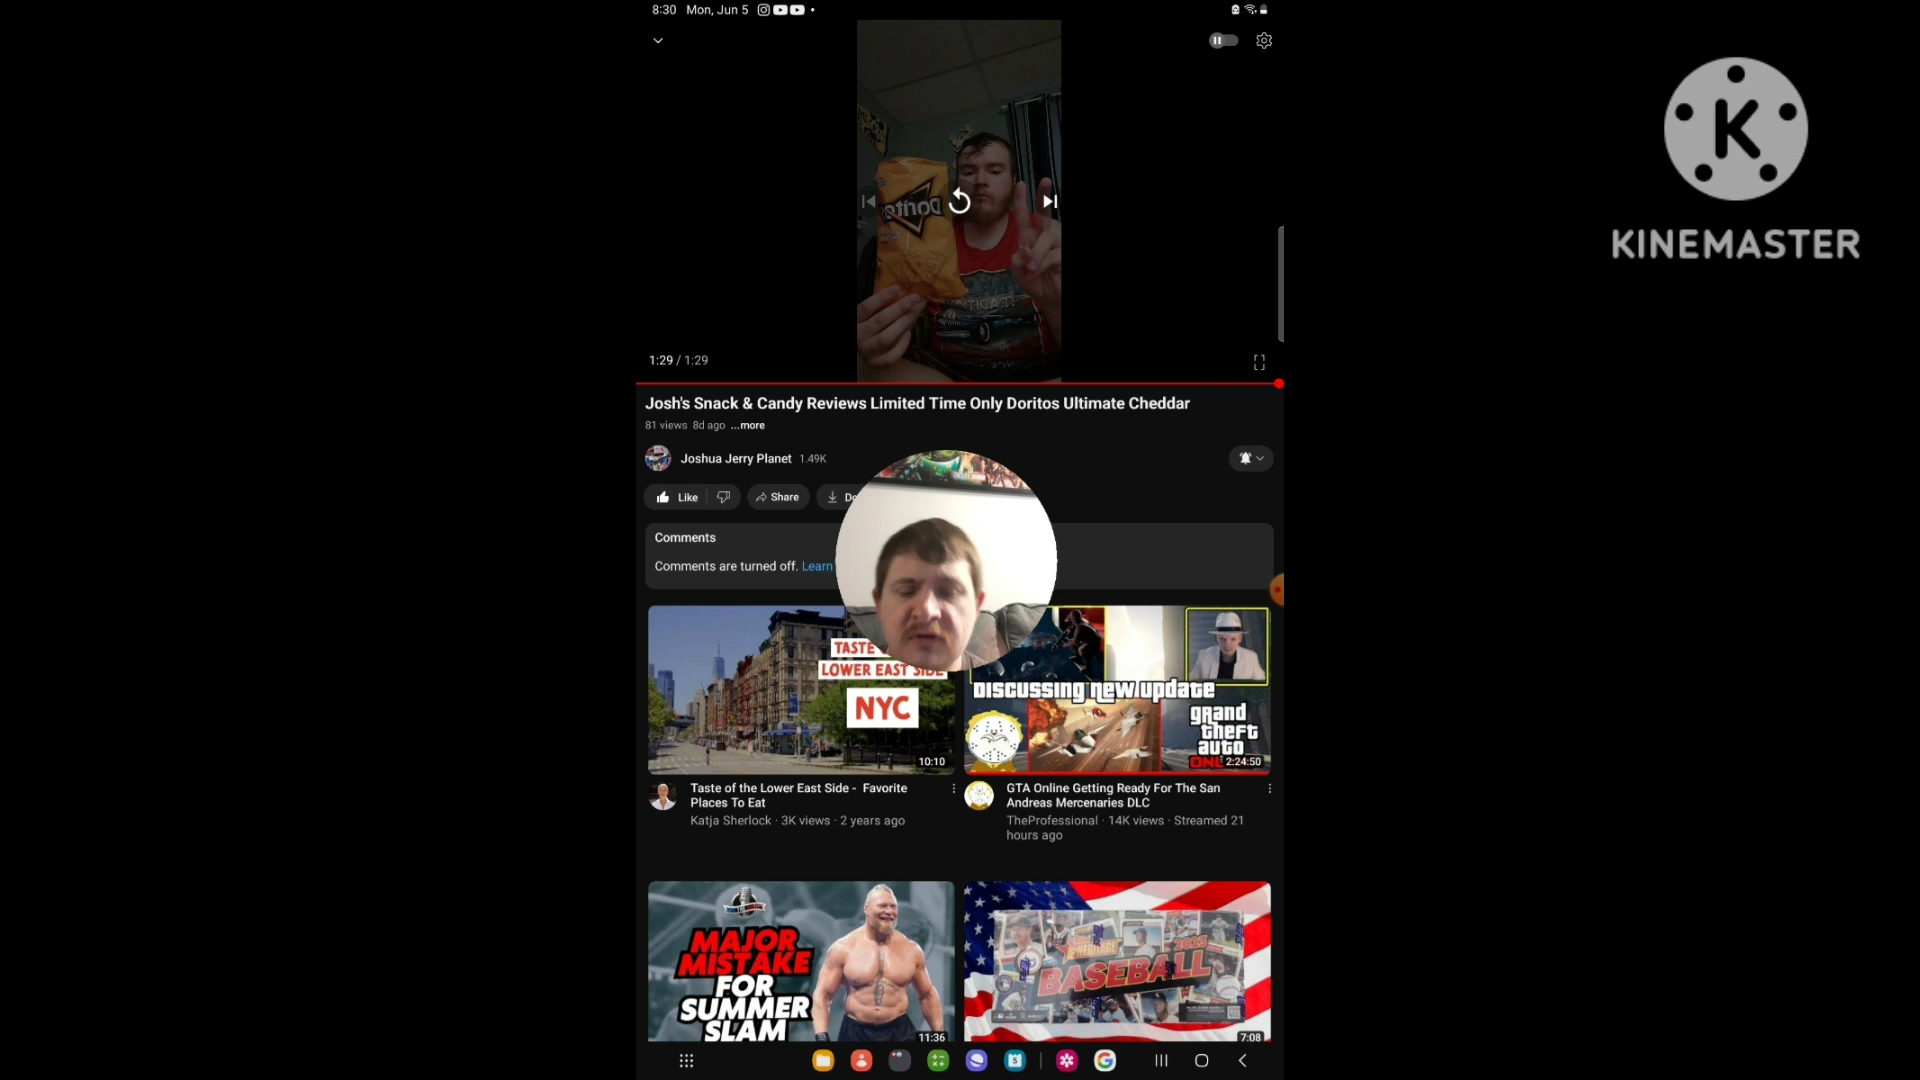 8:30 Mon, Jun 5
KINEMASTER
1:29 / 1:29
Josh's Snack & Candy Reviews Limited Time Only Doritos Ultimate Cheddar
81 views 8d ago ...more
Joshua Jerry Planet 1.49K
Like
Share
Comments
Comments are turned off. Learn
TASTE
LOWER EAST SIDE
NYC
10:10
Discussing new update
grand
theft
auto
2:24:50
Taste of the Lower East Side - Favorite
Places To Eat
Katja Sherlock · 3K views · 2 years ago
GTA Online Getting Ready For The San
Andreas Mercenaries DLC
TheProfessional · 14K views · Streamed 21
hours ago
MAJOR
MISTAKE
FOR
SUMMER
SLAM
11:36
2023
HERITAGE
BASEBALL
7:08